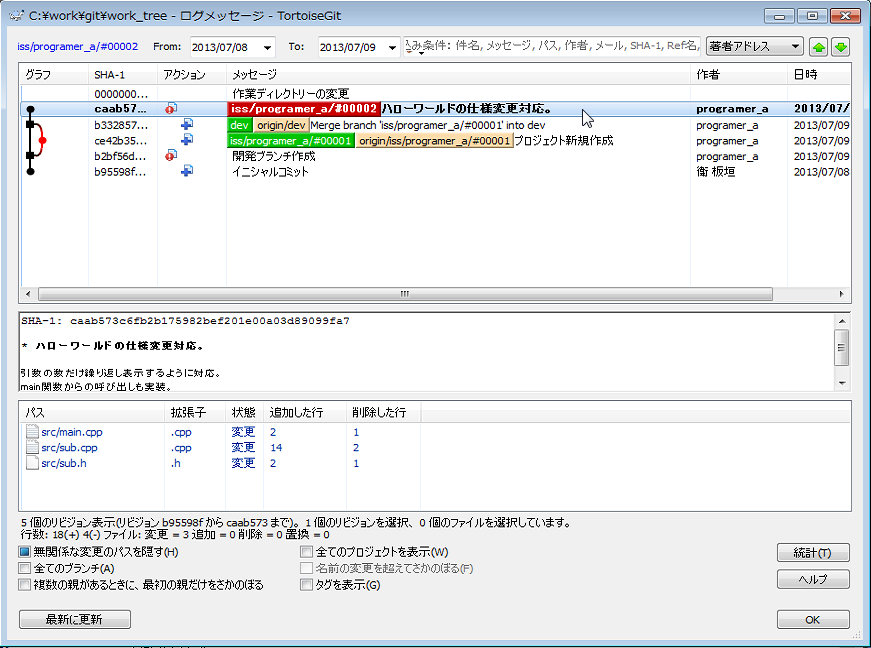 C:¥work¥git¥work_tree - ログメッセージ - TortoiseGit
iss/programer_a/#00002 From: 2013/07/08 To: 2013/07/09 込み条件: 件名, メッセージ, パス, 作者, メール, SHA-1, Ref名, 著者アドレス
グラフ SHA-1 アクション メッセージ 作者 日時
0000000... 作業ディレクトリーの変更
caab57... iss/programer_a/#00002 ハローワールドの仕様変更対応。 programer_a 2013/07/
b332857... dev origin/dev Merge branch 'iss/programer_a/#00001' into dev programer_a 2013/07/09
ce42b35... iss/programer_a/#00001 origin/iss/programer_a/#00001 プロジェクト新規作成 programer_a 2013/07/09
b2bf56d... 開発ブランチ作成 programer_a 2013/07/09
b95598f... イニシャルコミット 衛 板垣 2013/07/08
SHA-1: caab573c6fb2b175982bef201e00a03d89099fa7
* ハローワールドの仕様変更対応。
引数の数だけ繰り返し表示するように対応。
main関数からの呼び出しも実装。
パス 拡張子 状態 追加した行 削除した行
src/main.cpp .cpp 変更 2 1
src/sub.cpp .cpp 変更 14 2
src/sub.h .h 変更 2 1
5 個のリビジョン表示(リビジョン b95598f から caab573 まで)。1 個のリビジョンを選択、0 個のファイルを選択しています。
行数: 18(+) 4(-) ファイル: 変更 = 3 追加 = 0 削除 = 0 置換 = 0
無関係な変更のパスを隠す(H) 全てのプロジェクトを表示(W) 統計(T)
全てのブランチ(A) 名前の変更を超えてさかのぼる(F) ヘルプ
複数の親があるときに、最初の親だけをさかのぼる タグを表示(G)
最新に更新 OK